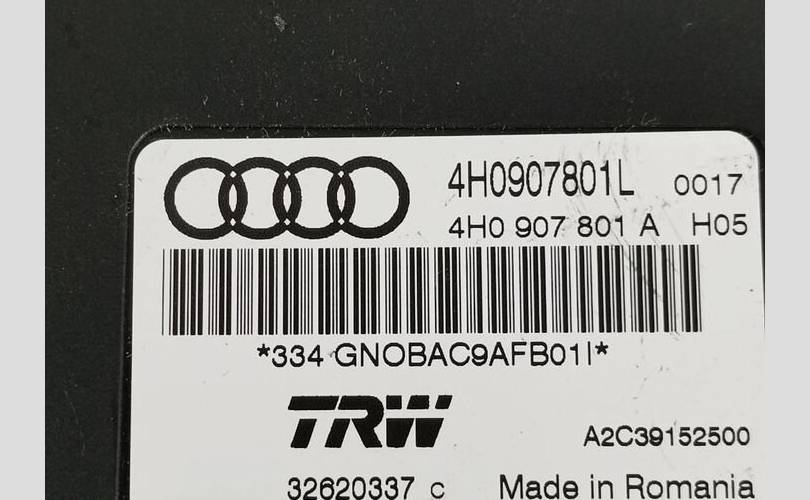 4H0907801L 0017
4H0 907 801 A H05
*334 GNOBAC9AFB01I*
TRW
A2C39152500
32620337 c Made in Romania